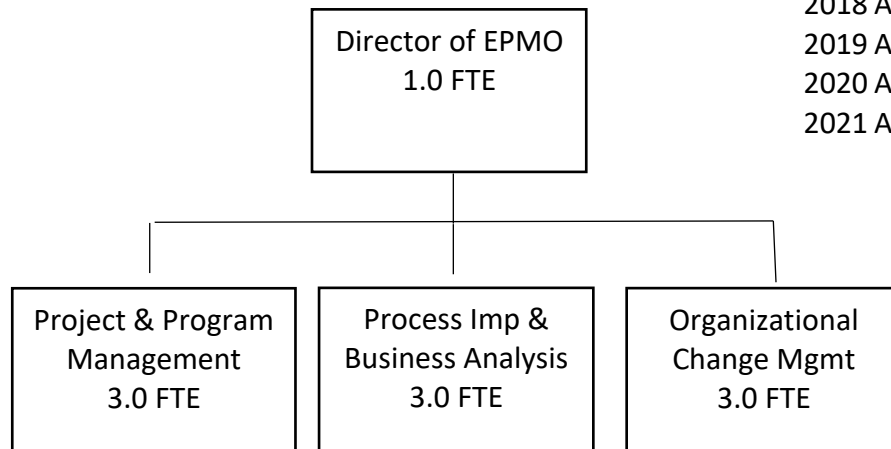 2018 A
2019 A
2020 A
2021 A
Director of EPMO
1.0 FTE
Project & Program
Management
3.0 FTE
Process Imp &
Business Analysis
3.0 FTE
Organizational
Change Mgmt
3.0 FTE